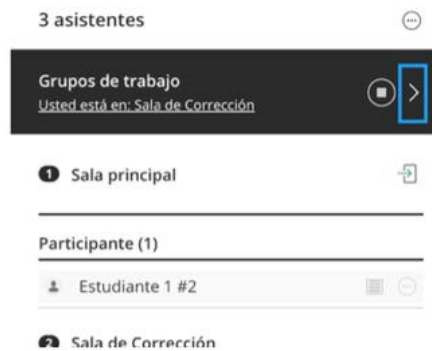 3 asistentes
Grupos de trabajo
Usted está en: Sala de Corrección
1 Sala principal
Participante (1)
Estudiante 1 #2
2 Sala de Corrección